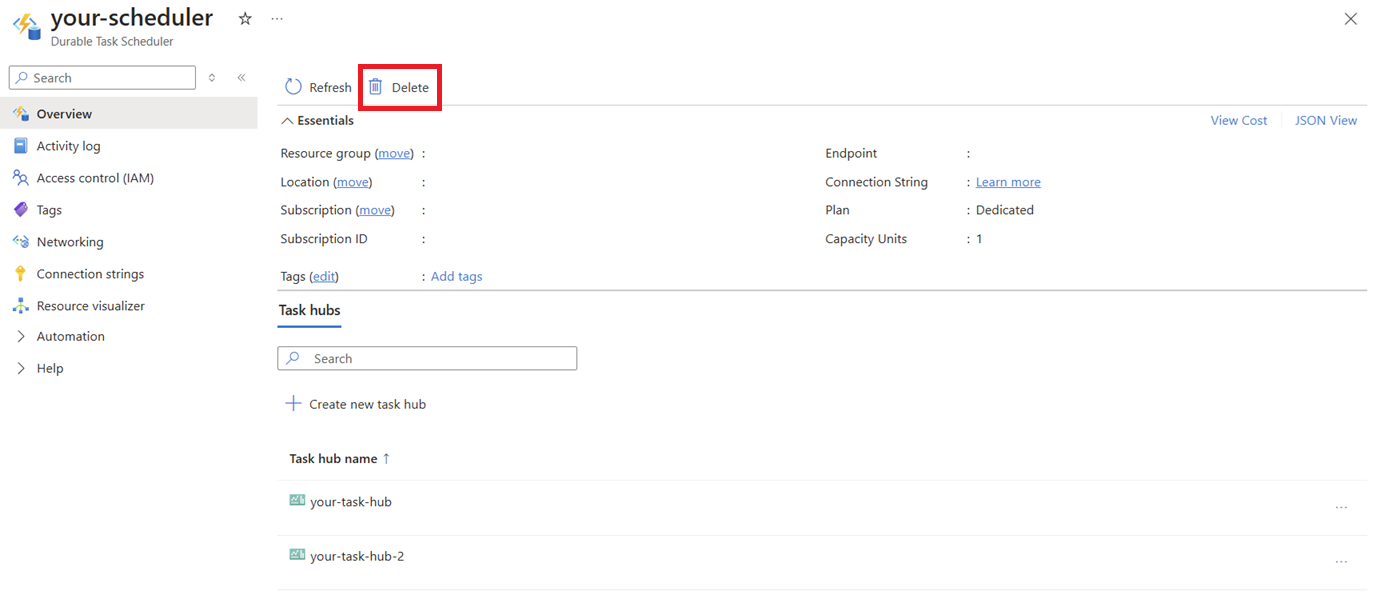 your-scheduler ☆ ...
Durable Task Scheduler
Search
Overview
Activity log
Access control (IAM)
Tags
Networking
Connection strings
Resource visualizer
Automation
Help
Refresh Delete
Essentials View Cost JSON View
Resource group (move) :
Location (move) :
Subscription (move) :
Subscription ID :
Tags (edit) : Add tags
Endpoint :
Connection String : Learn more
Plan : Dedicated
Capacity Units : 1
Task hubs
Search
Create new task hub
Task hub name ↑
your-task-hub ...
your-task-hub-2 ...